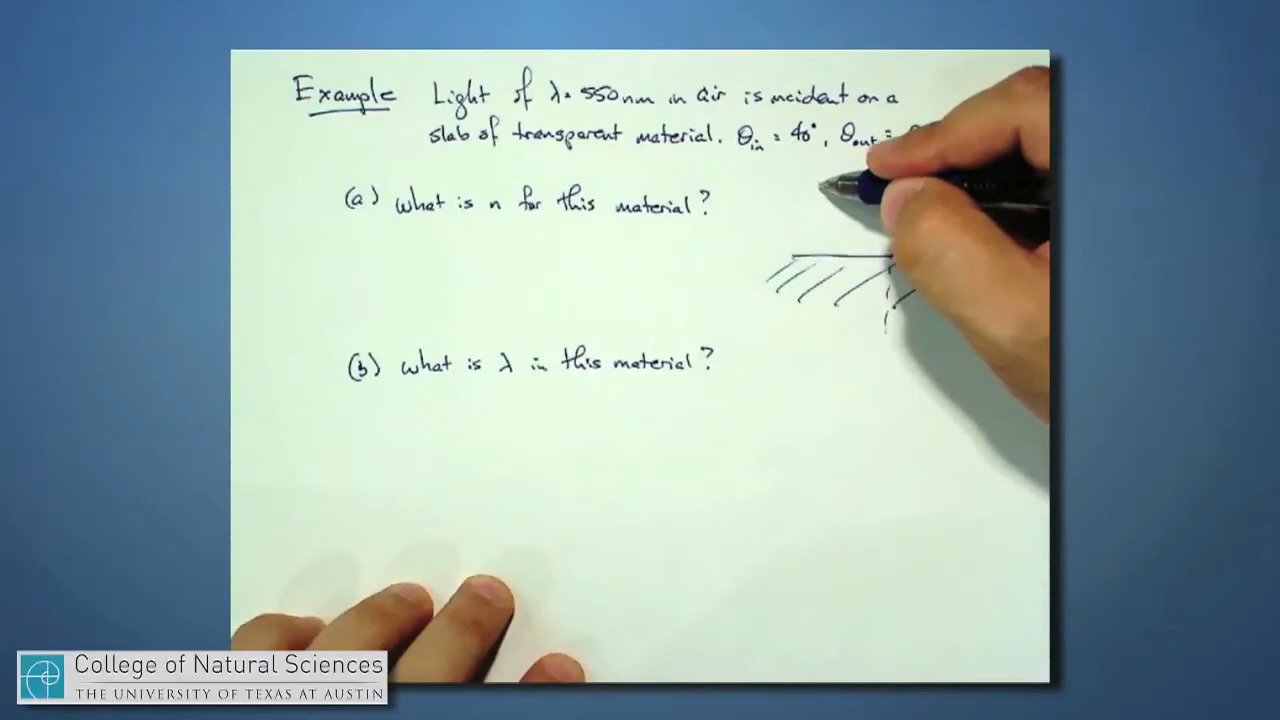 Example Light of λ = 550 nm in air is incident on a
slab of transparent material. θin = 40°, θout =
(a) what is n for this material?
(b) what is λ in this material?
College of Natural Sciences
THE UNIVERSITY OF TEXAS AT AUSTIN